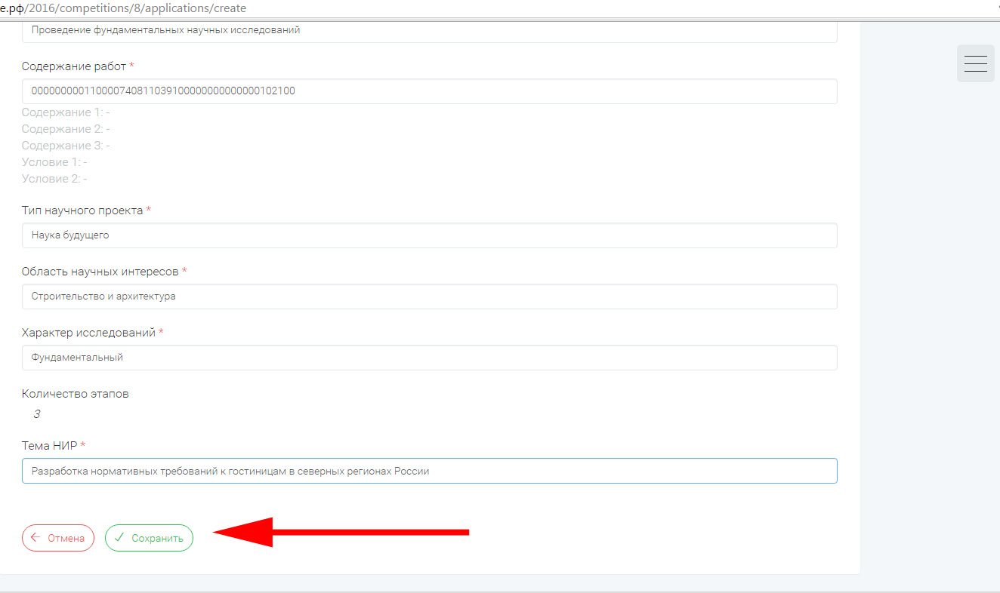 е.рф/2016/competitions/8/applications/create
Проведение фундаментальных научных исследований
Содержание работ *
00000000011000074081103910000000000000102100
Содержание 1: -
Содержание 2: -
Содержание 3: -
Условие 1: -
Условие 2: -
Тип научного проекта *
Наука будущего
Область научных интересов *
Строительство и архитектура
Характер исследований *
Фундаментальный
Количество этапов
3
Тема НИР *
Разработка нормативных требований к гостиницам в северных регионах России
Отмена Сохранить